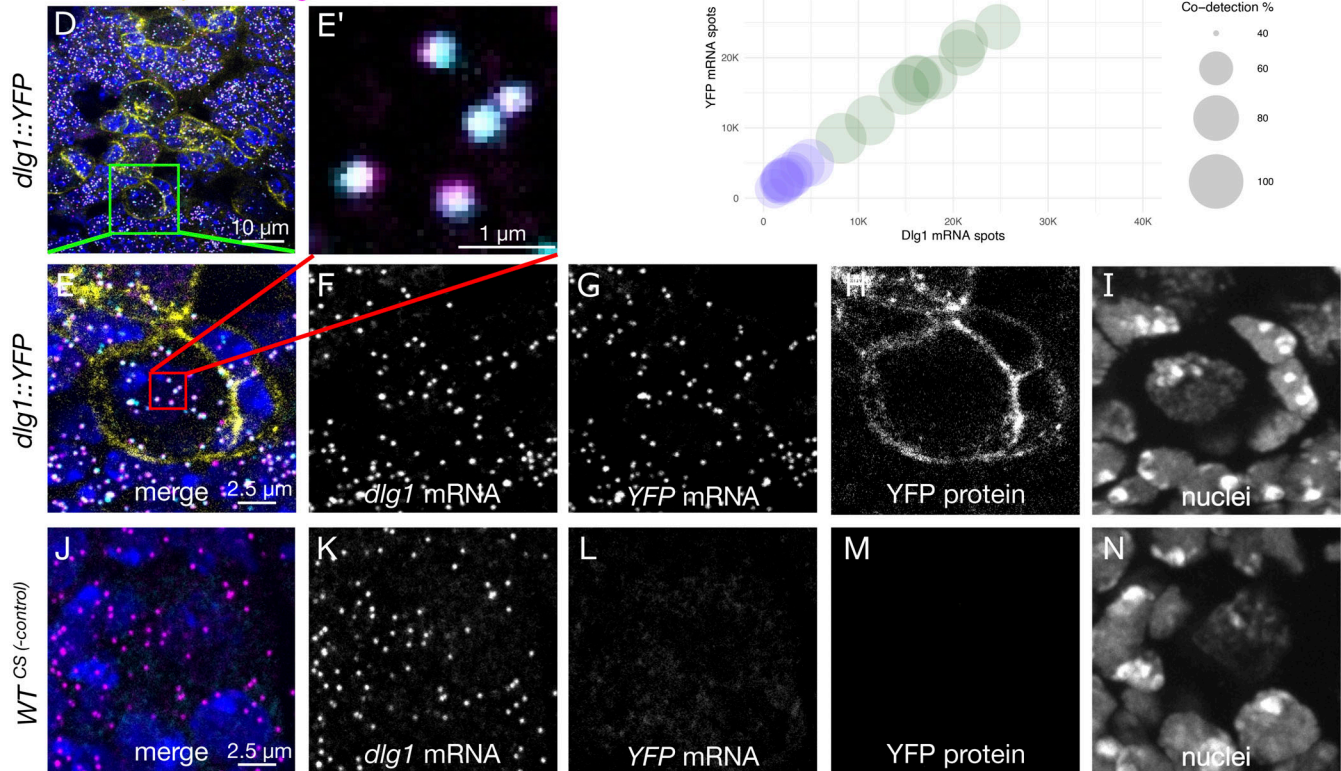 D
E'
dlg1::YFP
10 µm
1 µm
YFP mRNA spots
20K
10K
0
0
10K
20K
30K
40K
Dlg1 mRNA spots
Co-detection %
40
60
80
100
dlg1::YFP
E
F
G
H
I
merge
2.5 µm
dlg1 mRNA
YFP mRNA
YFP protein
nuclei
WT CS (-control)
J
K
L
M
N
merge
2.5 µm
dlg1 mRNA
YFP mRNA
YFP protein
nuclei